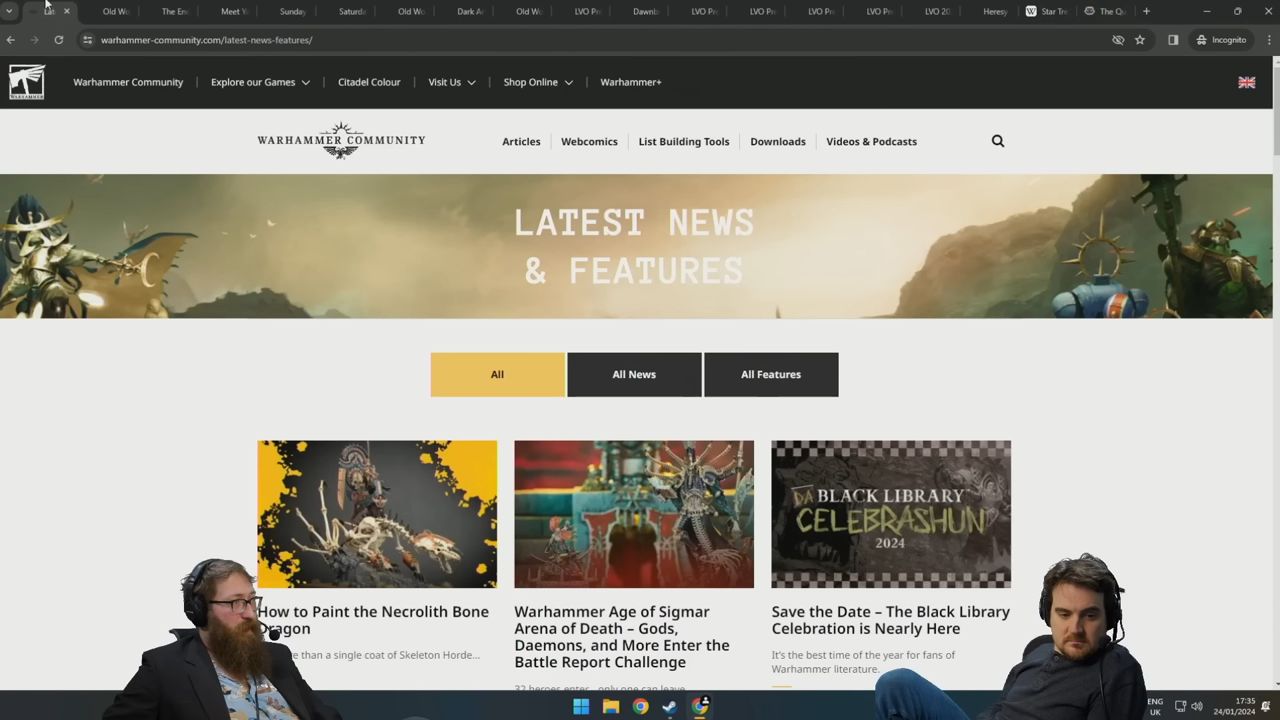 Old Wo
The En
Meet Y
Sunday
Saturda
Old Wo
Dark A
Old Wo
LVO Pr
Dawnb
LVO Pr
LVO Pr
LVO Pr
LVO Pr
LVO 20
Heresy
Star Tre
The Qu
warhammer-community.com/latest-news-features/
Incognito
WARHAMMER
Warhammer Community
Explore our Games
Citadel Colour
Visit Us
Shop Online
Warhammer+
WARHAMMER COMMUNITY
Articles
Webcomics
List Building Tools
Downloads
Videos & Podcasts
LATEST NEWS
& FEATURES
All
All News
All Features
DA BLACK LIBRARY
CELEBRASHUN
2024
How to Paint the Necrolith Bone
Dragon
e than a single coat of Skeleton Horde...
Warhammer Age of Sigmar
Arena of Death – Gods,
Daemons, and More Enter the
Battle Report Challenge
32 heroes enter... only one can leave
Save the Date – The Black Library
Celebration is Nearly Here
It's the best time of the year for fans of
Warhammer literature.
ENG
UK
17:35
24/01/2024